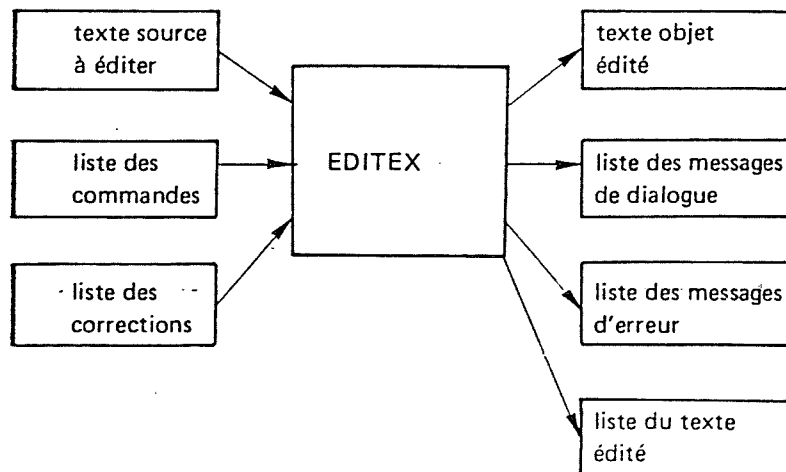 texte source
à éditer
liste des
commandes
liste des
corrections
EDITEX
texte objet
édité
liste des messages
de dialogue
liste des messages
d'erreur
liste du texte
édité